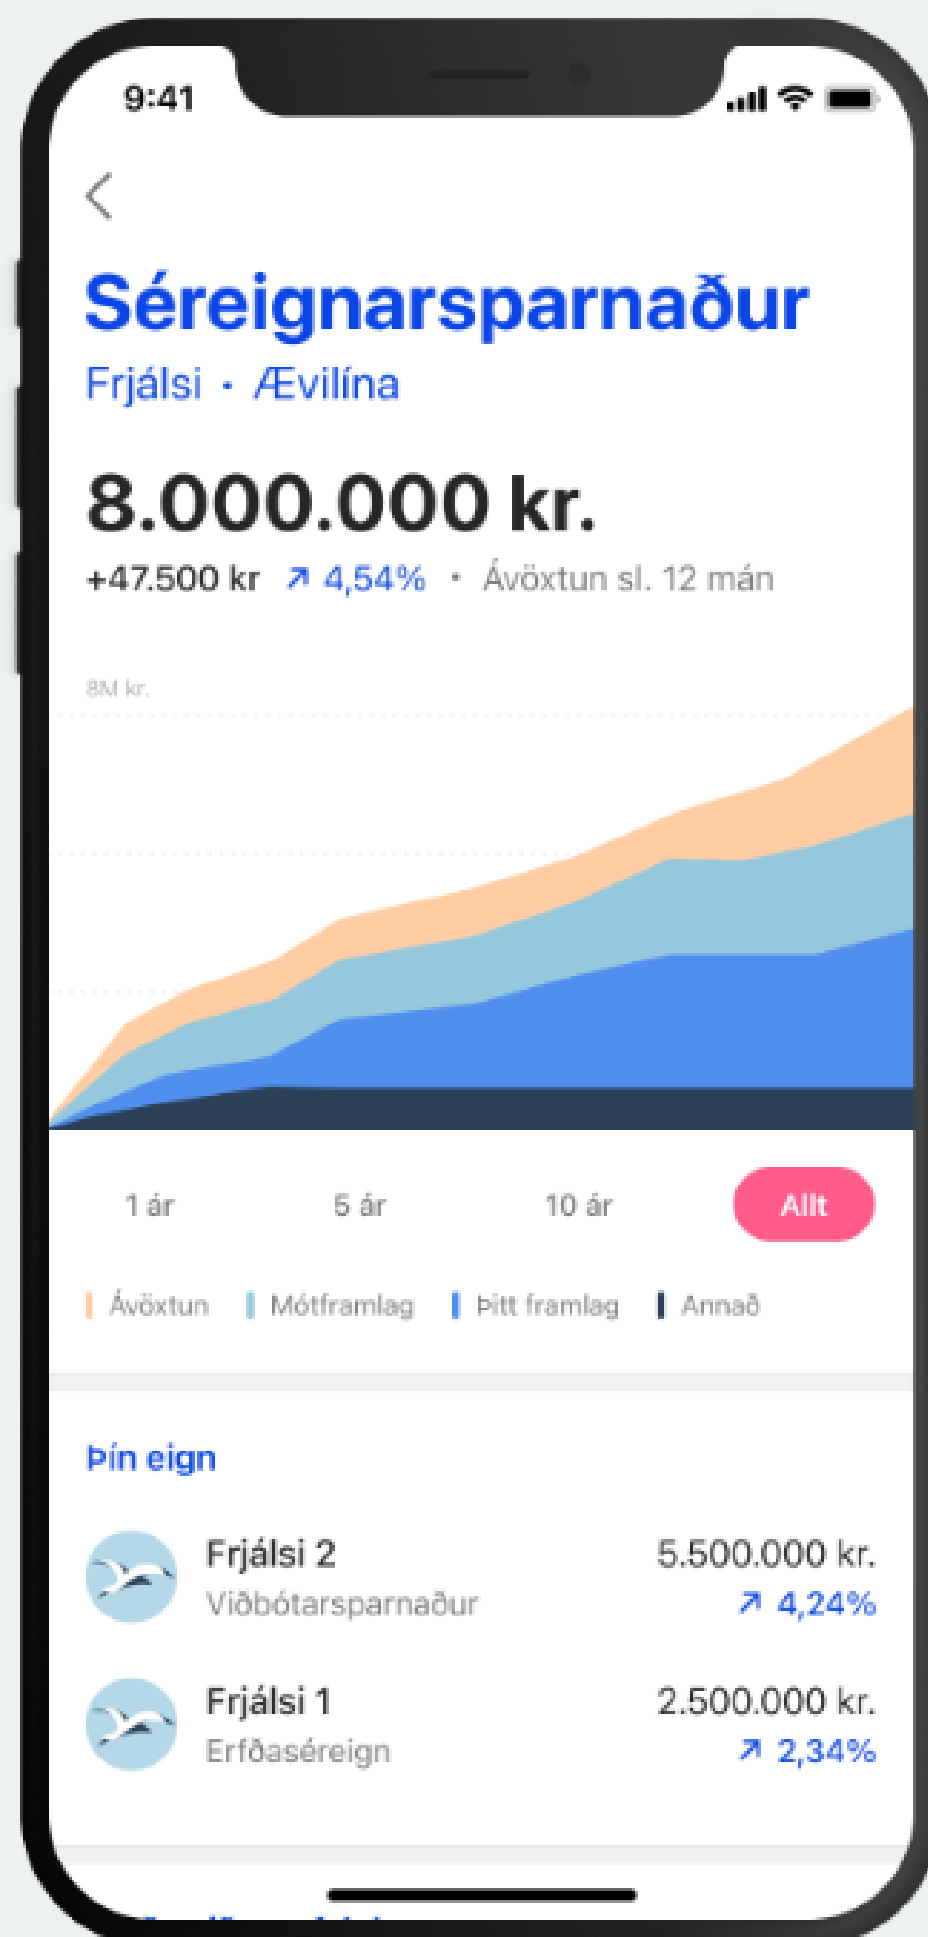 9:41
Séreignarsparnaður
Frjálsi · Ævilína
8.000.000 kr.
+47.500 kr ↗ 4,54% · Ávöxtun sl. 12 mán
8M kr.
1 ár 5 ár 10 ár Allt
Ávöxtun Mótframlag Þitt framlag Annað
Þín eign
Frjálsi 2 5.500.000 kr.
Viðbótarsparnaður ↗ 4,24%
Frjálsi 1 2.500.000 kr.
Erfðaséreign ↗ 2,34%